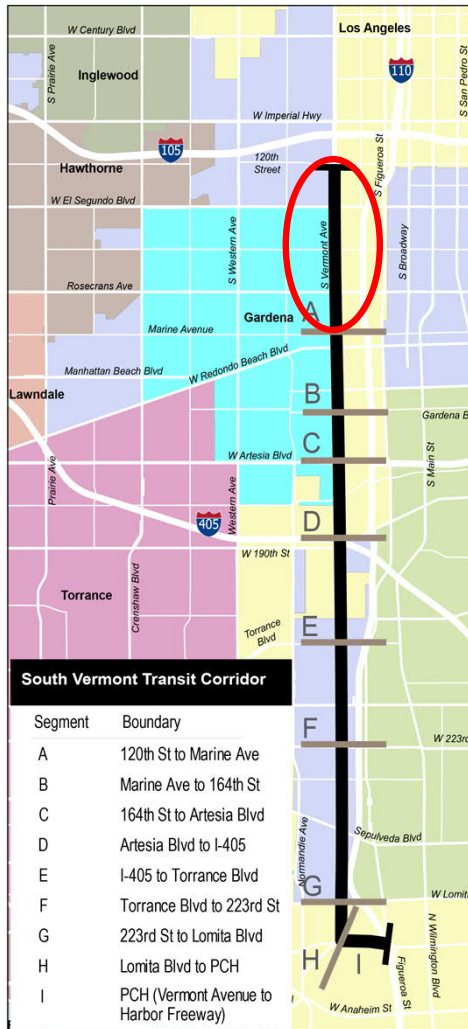 Los Angeles
W Century Blvd
S Prairie Ave
Inglewood
110
S San Pedro St
W Imperial Hwy
105
120th
Street
Hawthorne
S Figueroa St
W El Segundo Blvd
S Western Ave
S Vermont Ave
S Broadway
Rosecrans Ave
Gardena
A
Marine Avenue
W Redondo Beach Blvd
Manhattan Beach Blvd
Lawndale
B
Gardena B
C
W Artesia Blvd
S Main St
Prairie Ave
Western Ave
D
405
W 190th St
Crenshaw Blvd
Torrance
Torrance
Blvd
E
South Vermont Transit Corridor
Segment Boundary
A 120th St to Marine Ave
B Marine Ave to 164th St
C 164th St to Artesia Blvd
D Artesia Blvd to I-405
E I-405 to Torrance Blvd
F Torrance Blvd to 223rd St
G 223rd St to Lomita Blvd
H Lomita Blvd to PCH
I PCH (Vermont Avenue to
Harbor Freeway)
F
W 223r
Sepulveda Blvd
Normandie Ave
G
W Lomita
H
I
N Wilmington Blvd
Figueroa St
W Anaheim St